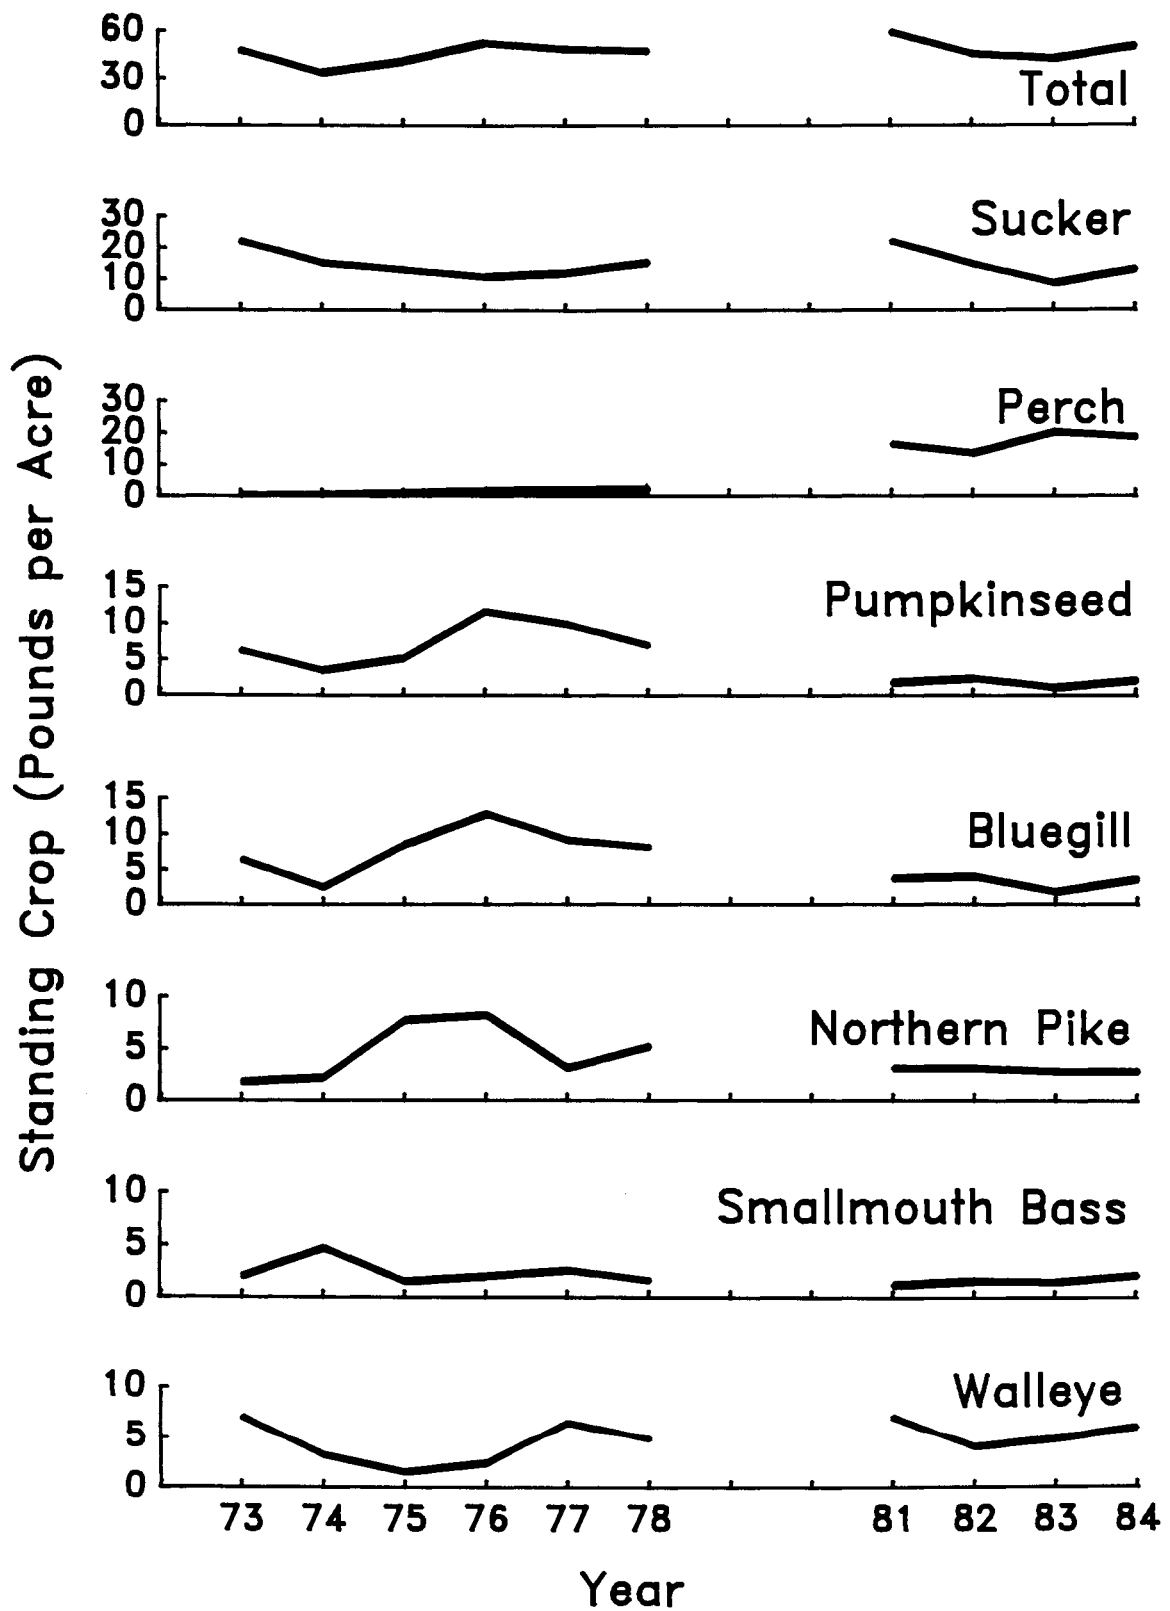 Standing Crop (Pounds per Acre)
60
30
0
Total
30
20
10
0
Sucker
30
20
10
0
Perch
15
10
5
0
Pumpkinseed
15
10
5
0
Bluegill
10
5
0
Northern Pike
10
5
0
Smallmouth Bass
10
5
0
Walleye
73 74 75 76 77 78 81 82 83 84
Year